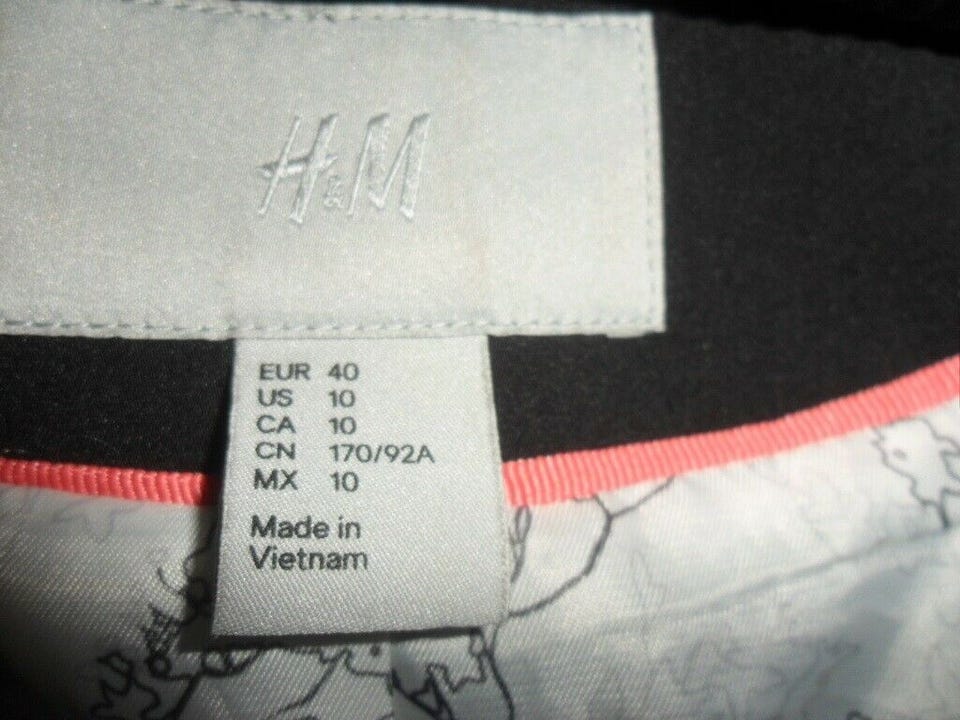 H&M
EUR 40
US 10
CA 10
CN 170/92A
MX 10
Made in
Vietnam